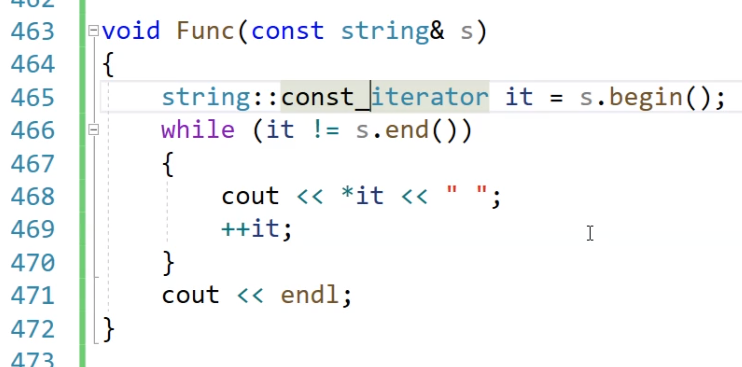 462
463 void Func(const string& s)
464 {
465 string::const_iterator it = s.begin();
466 while (it != s.end())
467 {
468 cout << *it << " ";
469 ++it;
470 }
471 cout << endl;
472 }
473